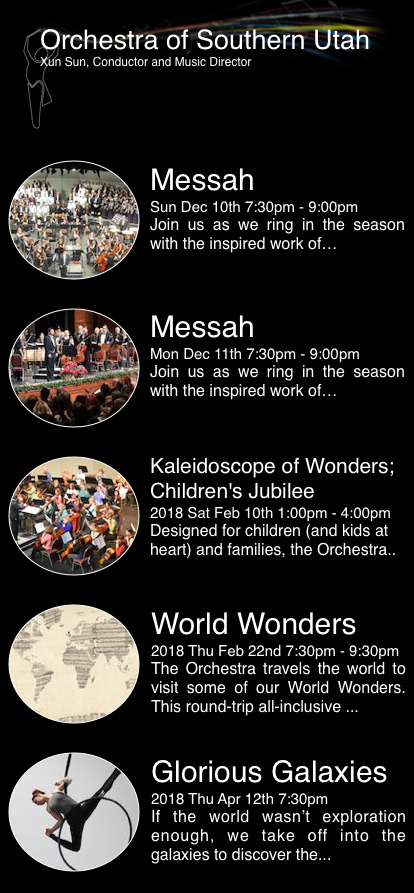 Orchestra of Southern Utah
Xun Sun, Conductor and Music Director
Messah
Sun Dec 10th 7:30pm - 9:00pm
Join us as we ring in the season
with the inspired work of…
Messah
Mon Dec 11th 7:30pm - 9:00pm
Join us as we ring in the season
with the inspired work of…
Kaleidoscope of Wonders;
Children's Jubilee
2018 Sat Feb 10th 1:00pm - 4:00pm
Designed for children (and kids at
heart) and families, the Orchestra..
World Wonders
2018 Thu Feb 22nd 7:30pm - 9:30pm
The Orchestra travels the world to
visit some of our World Wonders.
This round-trip all-inclusive ...
Glorious Galaxies
2018 Thu Apr 12th 7:30pm
If the world wasn’t exploration
enough, we take off into the
galaxies to discover the...